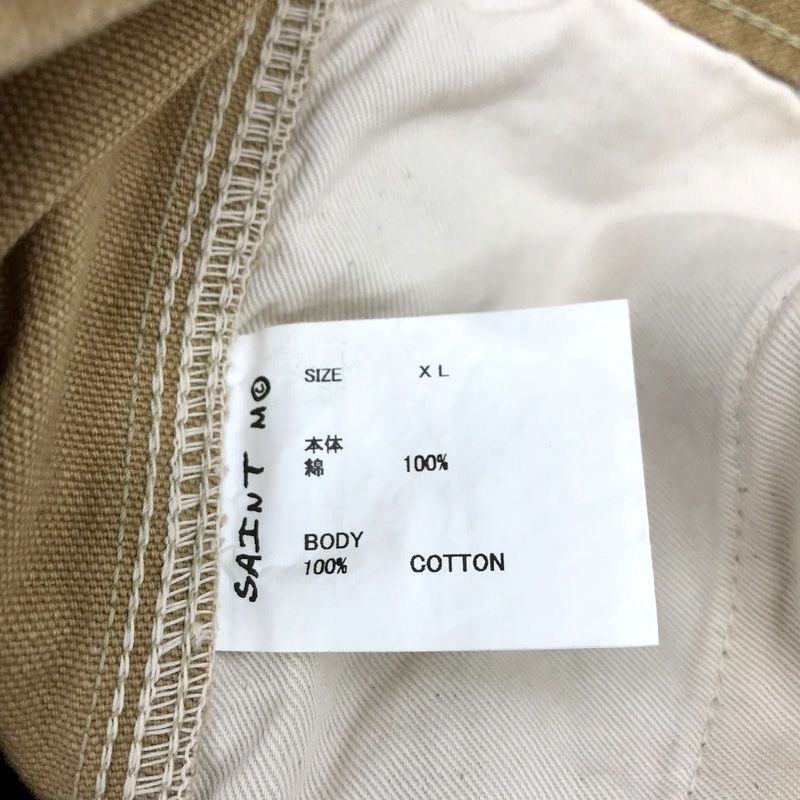 SAINT M☺
SIZE XL
本体
綿 100%
BODY
100% COTTON